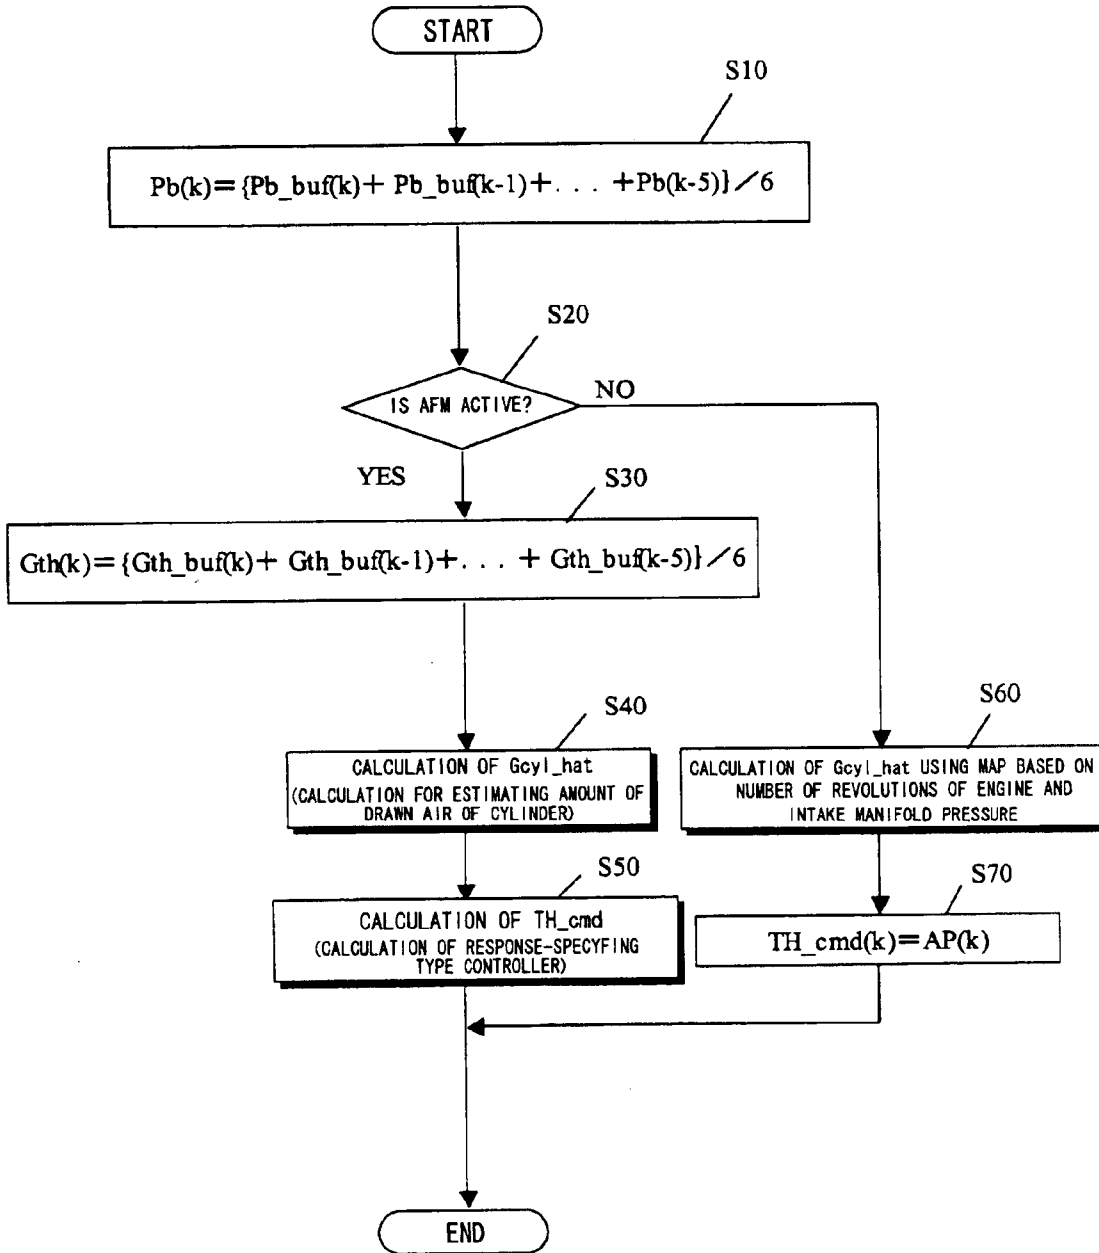 START
S10
Pb(k)={Pb_buf(k)+ Pb_buf(k-1)+. . . +Pb(k-5)}/6
S20
IS AFM ACTIVE?
NO
YES
S30
Gth(k)={Gth_buf(k)+ Gth_buf(k-1)+. . . + Gth_buf(k-5)}/6
S40
CALCULATION OF Gcyl_hat
(CALCULATION FOR ESTIMATING AMOUNT OF
DRAWN AIR OF CYLINDER)
S60
CALCULATION OF Gcyl_hat USING MAP BASED ON
NUMBER OF REVOLUTIONS OF ENGINE AND
INTAKE MANIFOLD PRESSURE
S50
CALCULATION OF TH_cmd
(CALCULATION OF RESPONSE-SPECYFING
TYPE CONTROLLER)
S70
TH_cmd(k)=AP(k)
END